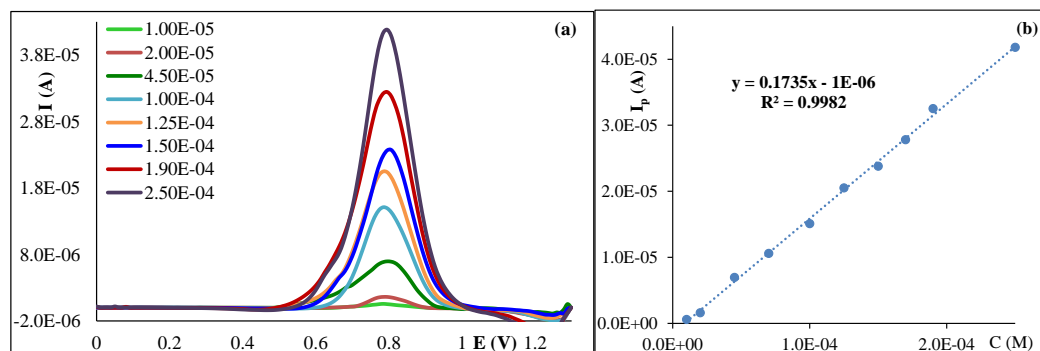 (a)
I (A)
3.8E-05
2.8E-05
1.8E-05
8.0E-06
-2.0E-06
1.00E-05
2.00E-05
4.50E-05
1.00E-04
1.25E-04
1.50E-04
1.90E-04
2.50E-04
0 0.2 0.4 0.6 0.8 1 E (V) 1.2
(b)
Ip (A)
4.0E-05
3.0E-05
2.0E-05
1.0E-05
0.0E+00
y = 0.1735x - 1E-06
R² = 0.9982
0.0E+00 1.0E-04 2.0E-04 C (M)